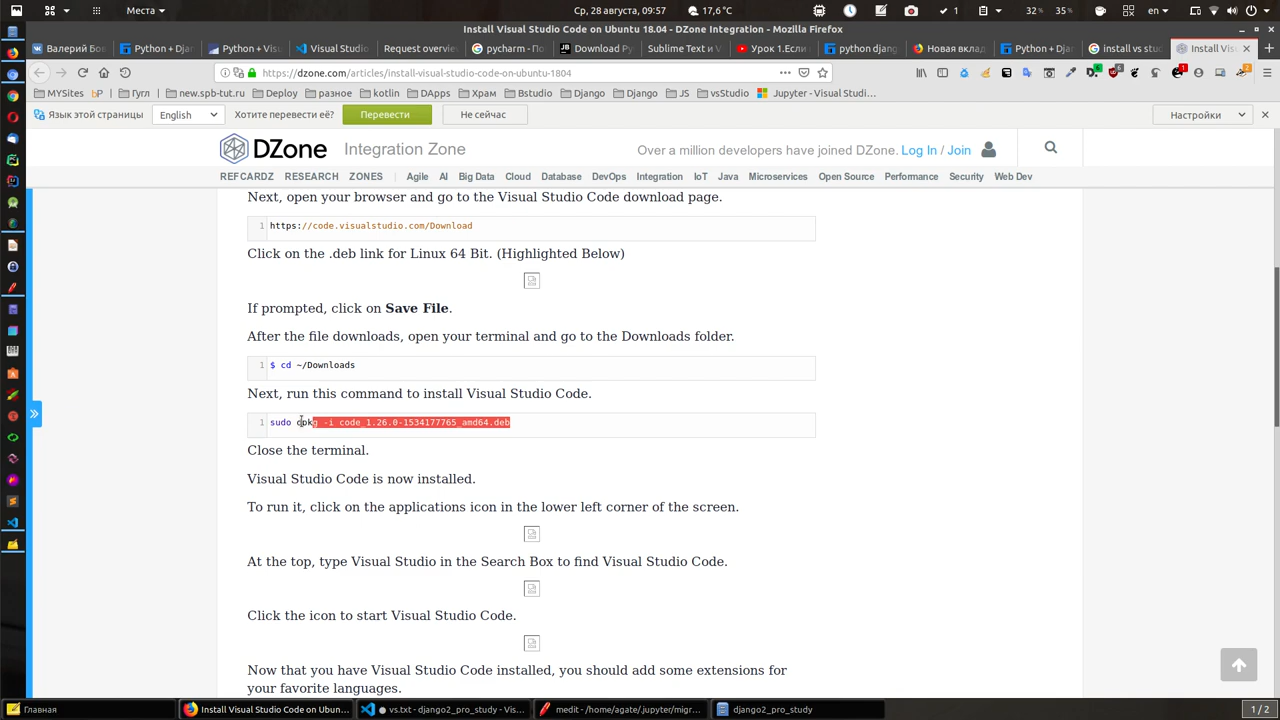 Места
Ср, 28 августа, 09:57
17,6°C
1
32%
35%
en
Install Visual Studio Code on Ubuntu 18.04 - DZone Integration - Mozilla Firefox
Python + Djan
Python + Vis
Visual Studio
Request over
pycharm - По
Download Py
Sublime Text
Урок 1.Если
python djang
Новая вклад
Python + Djan
install vs stud
Install Visu
https://dzone.com/articles/install-visual-studio-code-on-ubuntu-1804
MYSites
bP
Гугл
new.spb-tut.ru
Deploy
разное
kotlin
DApps
Храм
Bstudio
Django
Django
JS
vsStudio
Jupyter - Visual Studi...
Язык этой страницы
English
Хотите перевести её?
Перевести
Не сейчас
Настройки
DZone
Integration Zone
Over a million developers have joined DZone. Log In / Join
REFCARDZ
RESEARCH
ZONES
Agile
AI
Big Data
Cloud
Database
DevOps
Integration
IoT
Java
Microservices
Open Source
Performance
Security
Web Dev
Next, open your browser and go to the Visual Studio Code download page.
1 https://code.visualstudio.com/Download
Click on the .deb link for Linux 64 Bit. (Highlighted Below)
If prompted, click on Save File.
After the file downloads, open your terminal and go to the Downloads folder.
1 $ cd ~/Downloads
Next, run this command to install Visual Studio Code.
1 sudo dpkg -i code_1.26.0-1534177765_amd64.deb
Close the terminal.
Visual Studio Code is now installed.
To run it, click on the applications icon in the lower left corner of the screen.
At the top, type Visual Studio in the Search Box to find Visual Studio Code.
Click the icon to start Visual Studio Code.
Now that you have Visual Studio Code installed, you should add some extensions for
your favorite languages.
Главная
Install Visual Studio Code on Ubun...
vs.txt - django2_pro_study - Vis...
medit - /home/agate/.jupyter/migr...
django2_pro_study
1 / 2